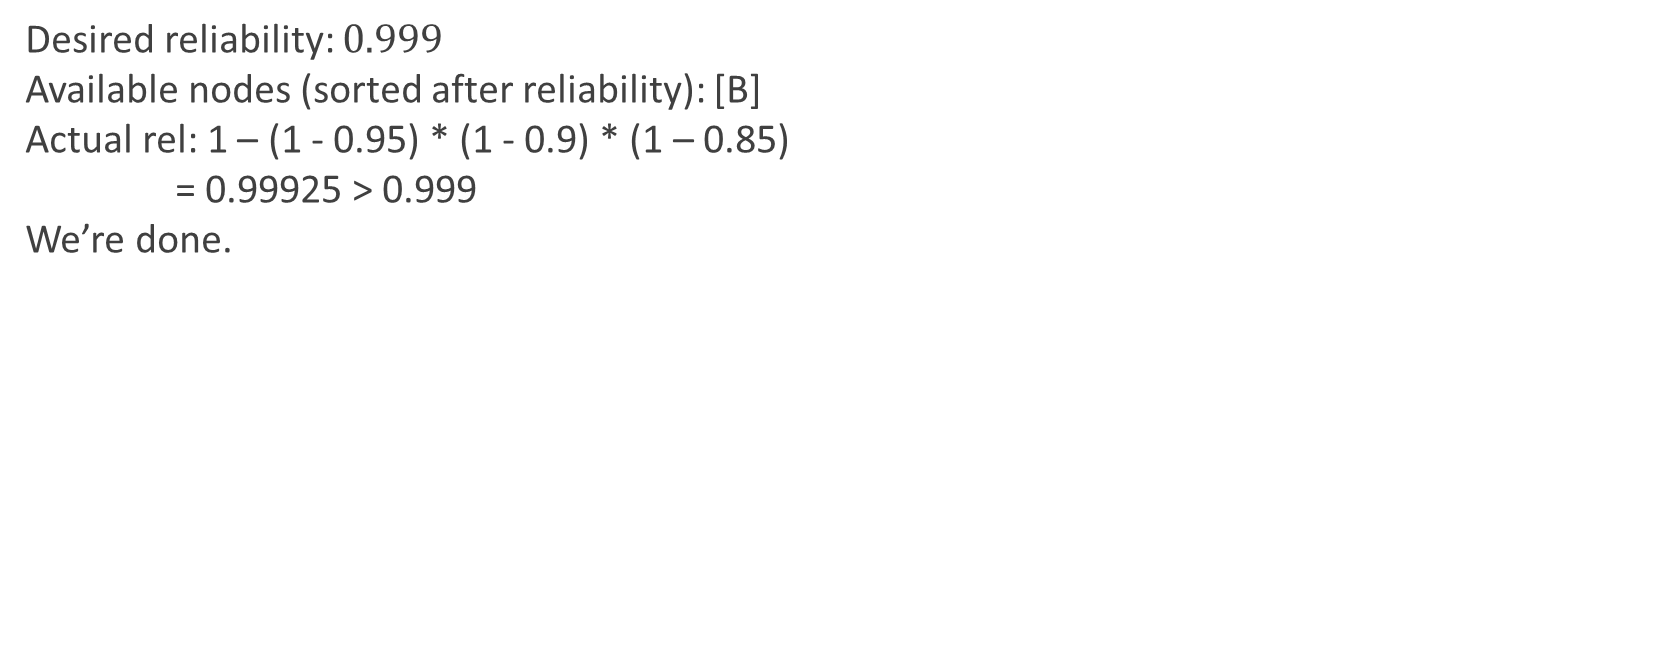 Desired reliability: 0.999
Available nodes (sorted after reliability): [B]
Actual rel: 1 – (1 - 0.95) * (1 - 0.9) * (1 – 0.85)
= 0.99925 > 0.999
We’re done.